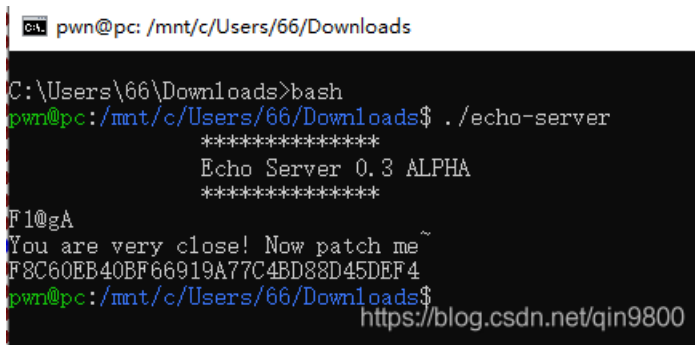 pwn@pc: /mnt/c/Users/66/Downloads
C:\Users\66\Downloads>bash
pwn@pc:/mnt/c/Users/66/Downloads$ ./echo-server
**************
Echo Server 0.3 ALPHA
**************
F1@gA
You are very close! Now patch me~
F8C60EB40BF66919A77C4BD88D45DEF4
pwn@pc:/mnt/c/Users/66/Downloads$
https://blog.csdn.net/qin9800